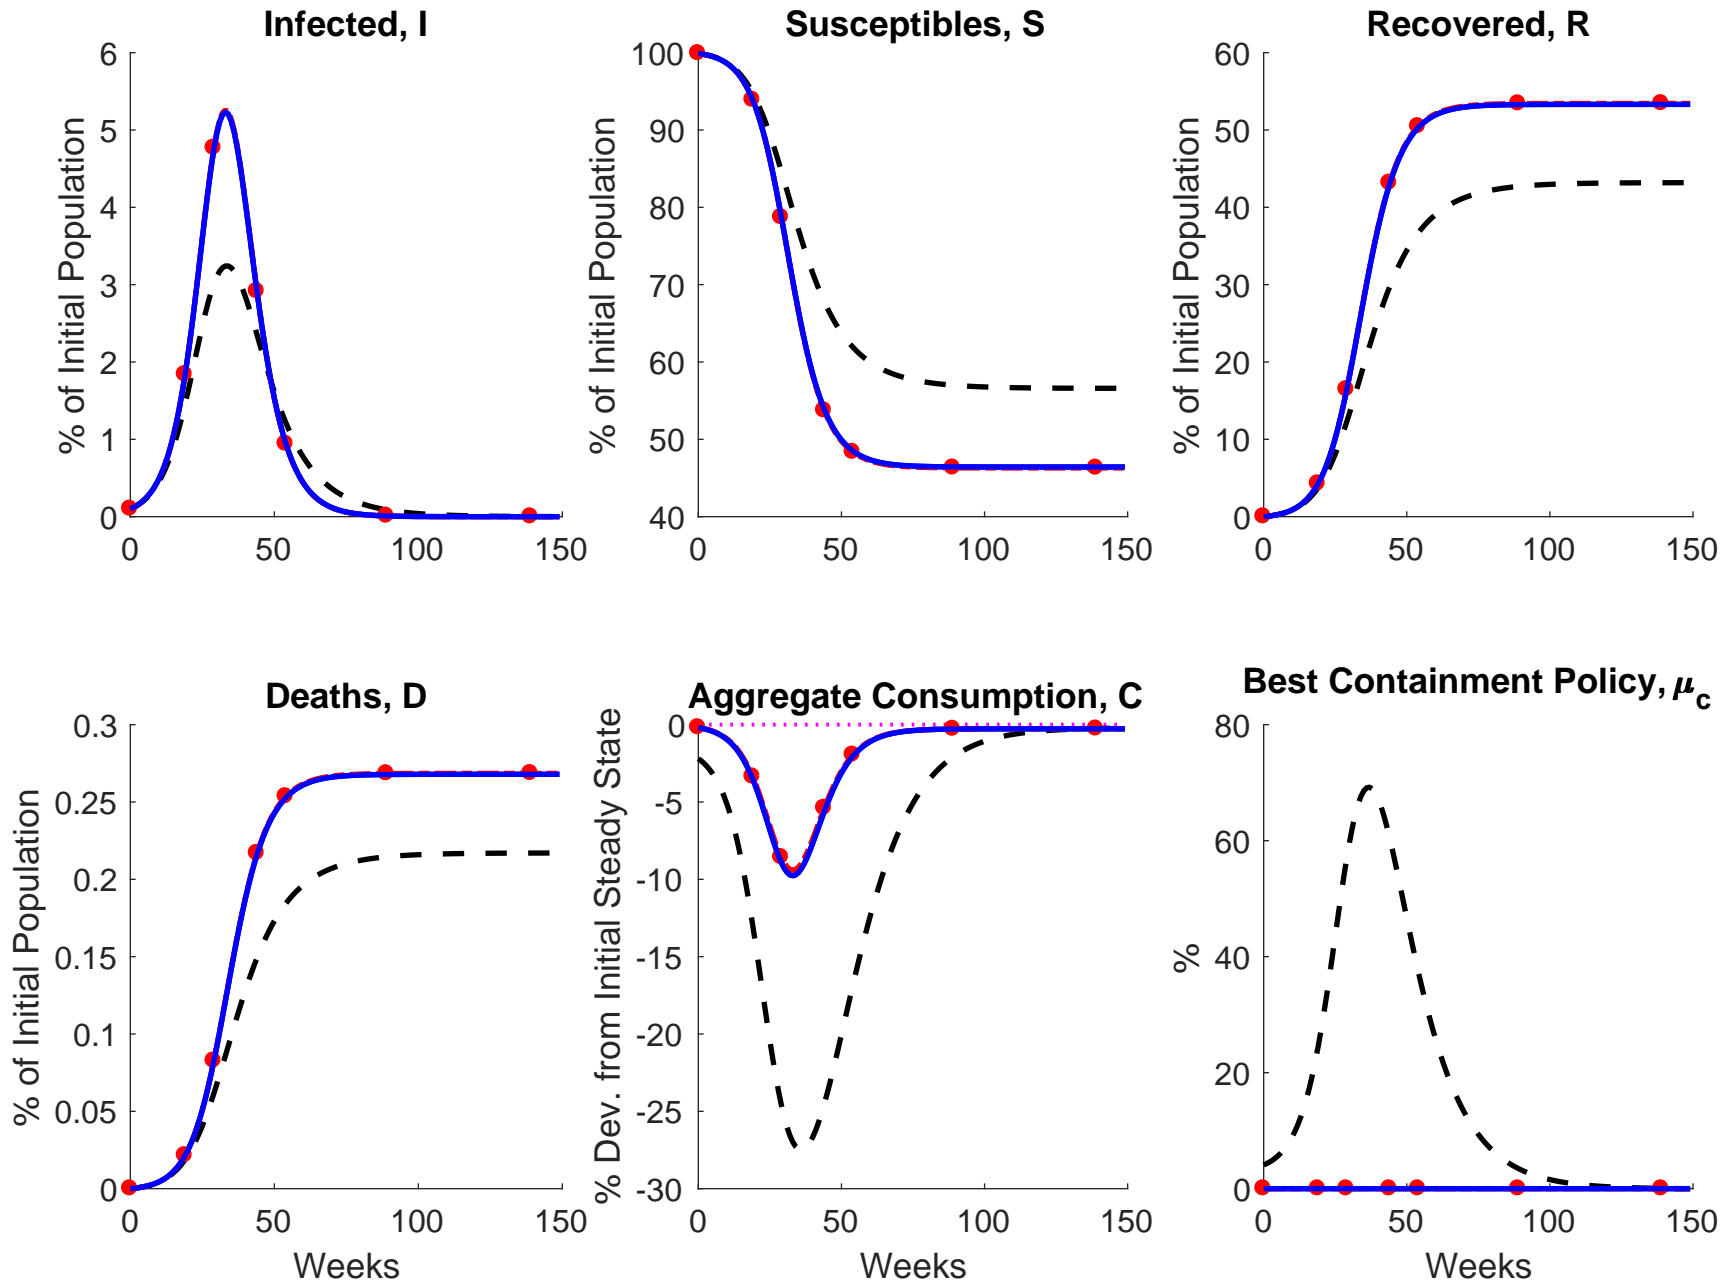 Infected, I
% of Initial Population
6
5
4
3
2
1
0
0 50 100 150
Susceptibles, S
% of Initial Population
100
90
80
70
60
50
40
0 50 100 150
Recovered, R
% of Initial Population
60
50
40
30
20
10
0
0 50 100 150
Deaths, D
% of Initial Population
0.3
0.25
0.2
0.15
0.1
0.05
0
0 50 100 150
Weeks
Aggregate Consumption, C
% Dev. from Initial Steady State
0
-5
-10
-15
-20
-25
-30
0 50 100 150
Weeks
Best Containment Policy, μc
%
80
60
40
20
0
0 50 100 150
Weeks